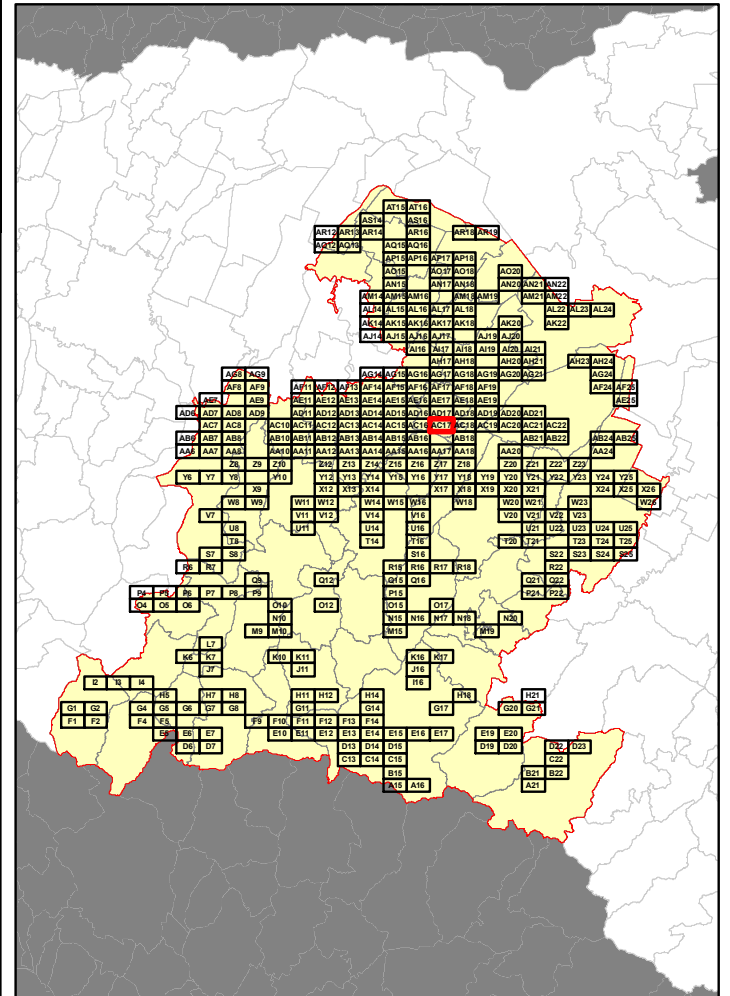 AT15 AT16
AS14 AS16
AR12 AR13 AR14 AR16 AR18 AR19
AQ12 AQ13 AQ15 AQ16
AP15 AP16 AP17 AP18
AO15 AO17 AO18 AO20
AN15 AN17 AN18 AN20 AN21 AN22
AM14 AM15 AM16 AM18 AM19 AM21 AM22
AL14 AL15 AL16 AL17 AL18 AL22 AL23 AL24
AK14 AK15 AK16 AK17 AK18 AK20 AK22
AJ14 AJ15 AJ16 AJ17 AJ19 AJ20
AI16 AI17 AI18 AI19 AI20 AI21
AH17 AH18 AH20 AH21 AH23 AH24
AG8 AG9 AG14 AG15 AG16 AG17 AG18 AG19 AG20 AG21 AG24
AF8 AF9 AF11 AF12 AF13 AF14 AF15 AF16 AF17 AF18 AF19 AF24 AF25
AE7 AE9 AE11 AE12 AE13 AE14 AE15 AE16 AE17 AE18 AE19 AE25
AD6 AD7 AD8 AD9 AD11 AD12 AD13 AD14 AD15 AD16 AD17 AD18 AD19 AD20 AD21
AC7 AC8 AC10 AC11 AC12 AC13 AC14 AC15 AC16 AC17 AC18 AC19 AC20 AC21 AC22
AB6 AB7 AB8 AB10 AB11 AB12 AB13 AB14 AB15 AB16 AB18 AB21 AB22 AB24 AB25
AA6 AA7 AA8 AA10 AA11 AA12 AA13 AA14 AA15 AA16 AA17 AA18 AA20 AA24
Z8 Z9 Z10 Z12 Z13 Z14 Z15 Z16 Z17 Z18 Z20 Z21 Z22 Z23
Y6 Y7 Y8 Y10 Y12 Y13 Y14 Y15 Y16 Y17 Y18 Y19 Y20 Y21 Y22 Y23 Y24 Y25
X9 X12 X13 X14 X17 X18 X19 X20 X21 X24 X25 X26
W8 W9 W11 W12 W14 W15 W16 W18 W20 W21 W23 W26
V7 V11 V12 V14 V16 V20 V21 V22 V23
U8 U11 U14 U16 U21 U22 U23 U24 U25
T8 T14 T16 T20 T21 T23 T24 T25
S7 S8 S16 S22 S23 S24 S25
R6 R7 R15 R16 R17 R18 R22
Q9 Q12 Q15 Q16 Q21 Q22
P4 P5 P6 P7 P8 P9 P15 P21 P22
O4 O5 O6 O10 O12 O15 O17
N10 N15 N16 N17 N18 N20
M9 M10 M15 M19
L7
K6 K7 K10 K11 K16 K17
J7 J11 J16
I2 I3 I4 I16
H5 H7 H8 H11 H12 H14 H18 H21
G1 G2 G4 G5 G6 G7 G8 G11 G14 G17 G20 G21
F1 F2 F4 F5 F9 F10 F11 F12 F13 F14
E5 E6 E7 E10 E11 E12 E13 E14 E15 E16 E17 E19 E20
D6 D7 D13 D14 D15 D19 D20 D22 D23
C13 C14 C15 C22
B15 B21 B22
A15 A16 A21